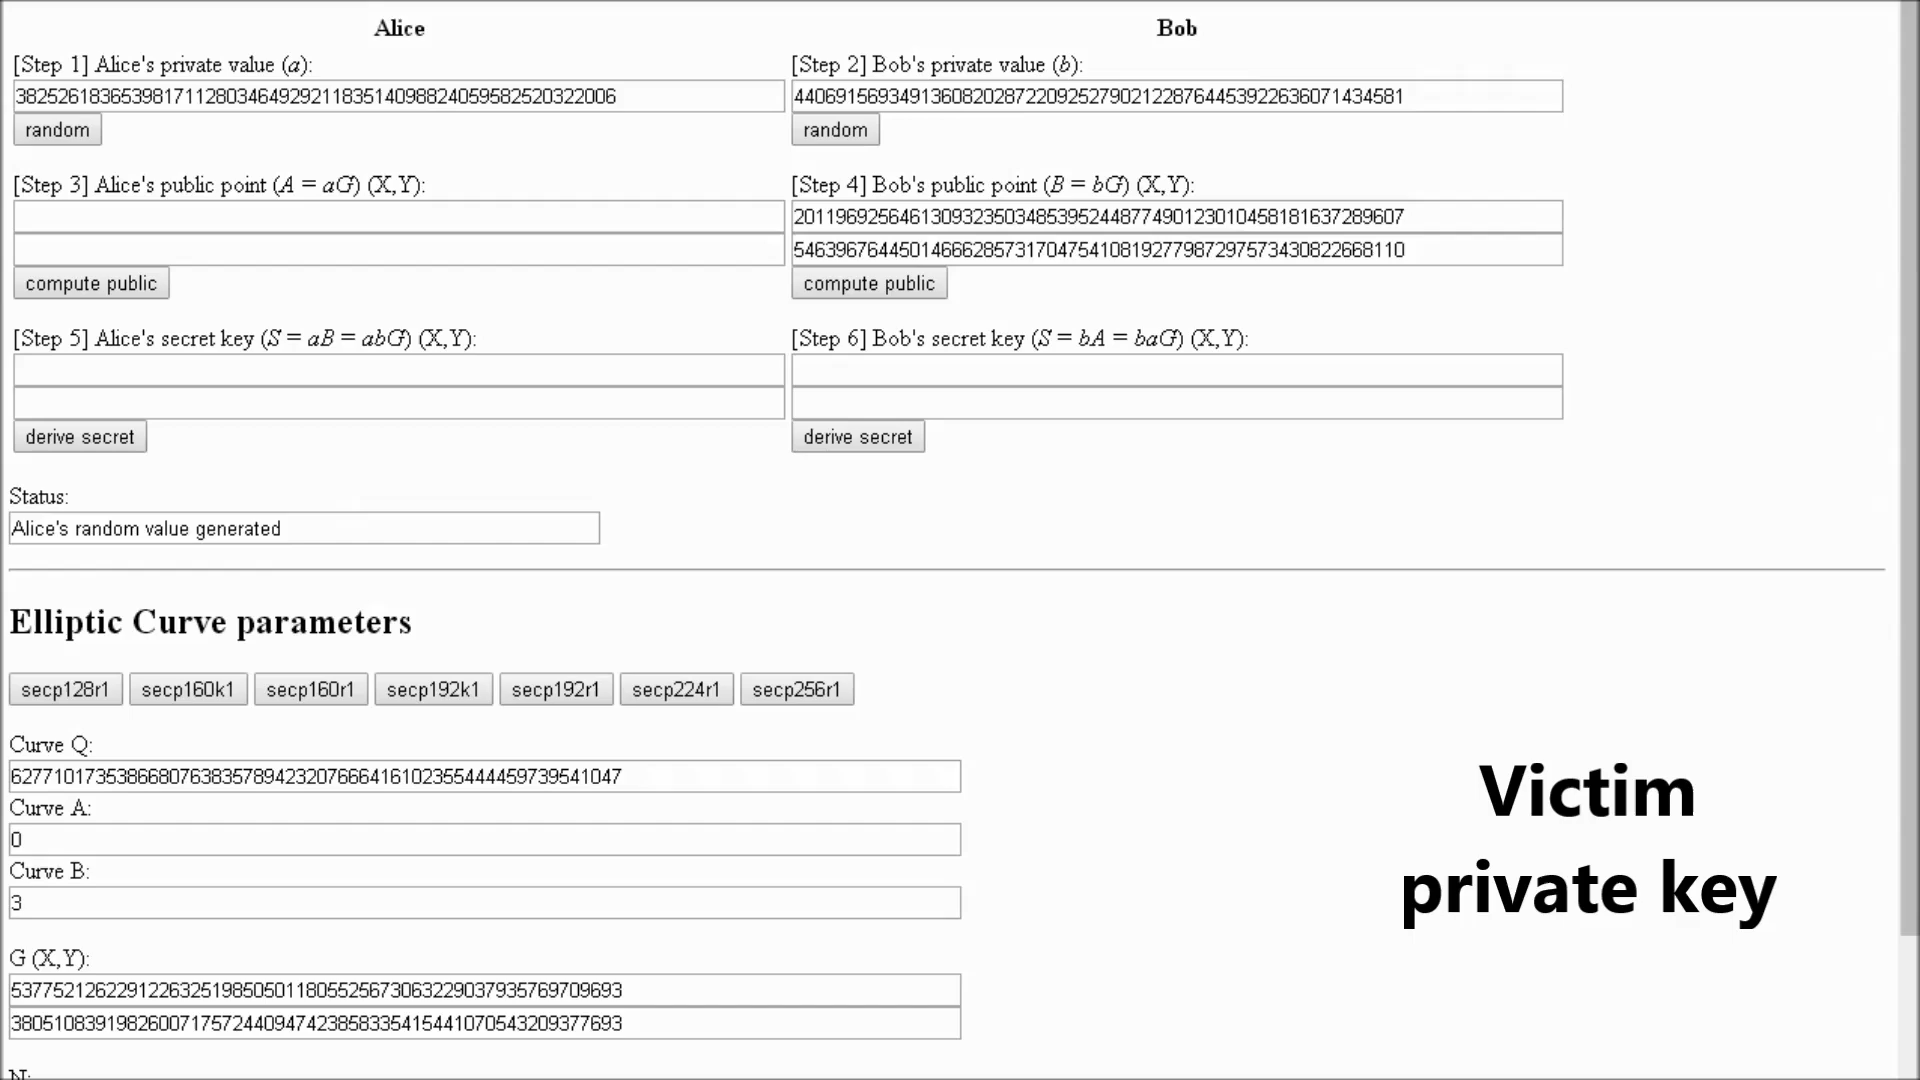 Alice
Bob
[Step 1] Alice's private value (a):
[Step 2] Bob's private value (b):
3825261836539817112803464929211835140988240595825203220​06
4406915693491360820287220925279021228764453922636071434581
random
random
[Step 3] Alice's public point (A = aG) (X,Y):
[Step 4] Bob's public point (B = bG) (X,Y):
2011969256461309323503485395244877490123010458181637289607
5463967644501466628573170475410819277987297573430822668110
compute public
compute public
[Step 5] Alice's secret key (S = aB = abG) (X,Y):
[Step 6] Bob's secret key (S = bA = baG) (X,Y):
derive secret
derive secret
Status:
Alice's random value generated
Elliptic Curve parameters
secp128r1 secp160k1 secp160r1 secp192k1 secp192r1 secp224r1 secp256r1
Curve Q:
6277101735386680763835789423207666416102355444459739541047
Curve A:
0
Curve B:
3
Victim
private key
G (X,Y):
5377521262291226325198505011805525673063229037935769709693
3805108391982600717572440947423858335415441070543209377693
N: